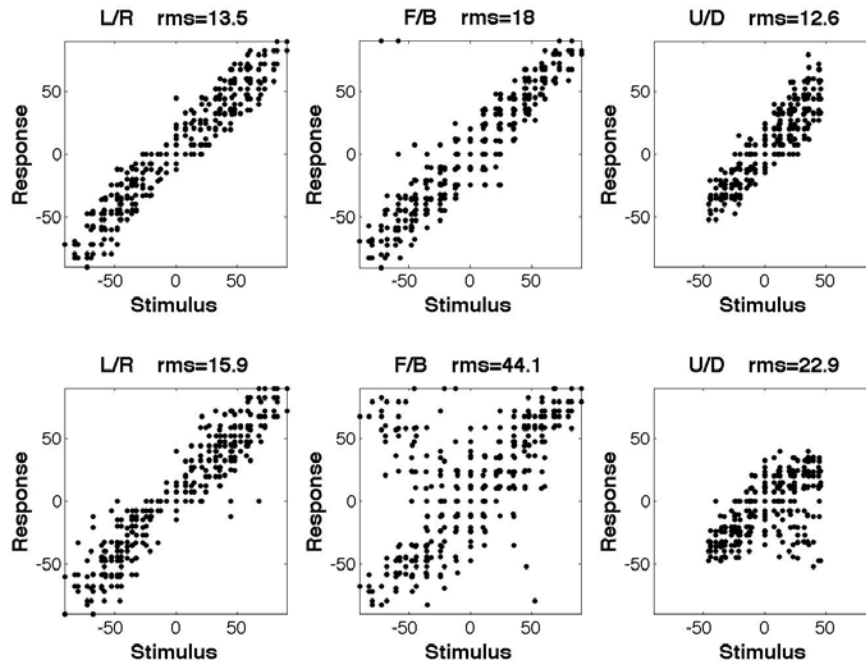 L/R rms=13.5
F/B rms=18
U/D rms=12.6
Response
50
0
-50
-50 0 50
Stimulus
Response
50
0
-50
-50 0 50
Stimulus
Response
50
0
-50
-50 0 50
Stimulus
L/R rms=15.9
F/B rms=44.1
U/D rms=22.9
Response
50
0
-50
-50 0 50
Stimulus
Response
50
0
-50
-50 0 50
Stimulus
Response
50
0
-50
-50 0 50
Stimulus